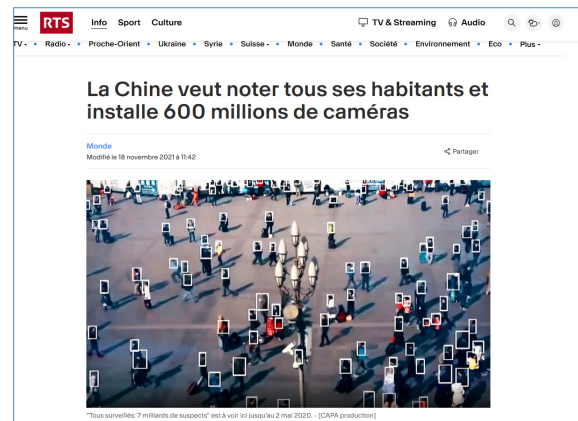 menu
RTS
Info Sport Culture
TV & Streaming Audio
TV - • Radio - • Proche-Orient • Ukraine • Syrie • Suisse - • Monde • Santé • Société • Environnement • Eco • Plus -
La Chine veut noter tous ses habitants et
installe 600 millions de caméras
Monde
Modifié le 18 novembre 2021 à 11:42
Partager
"Tous surveillés: 7 milliards de suspects" est à voir ici jusqu'au 2 mai 2020. - [CAPA production]